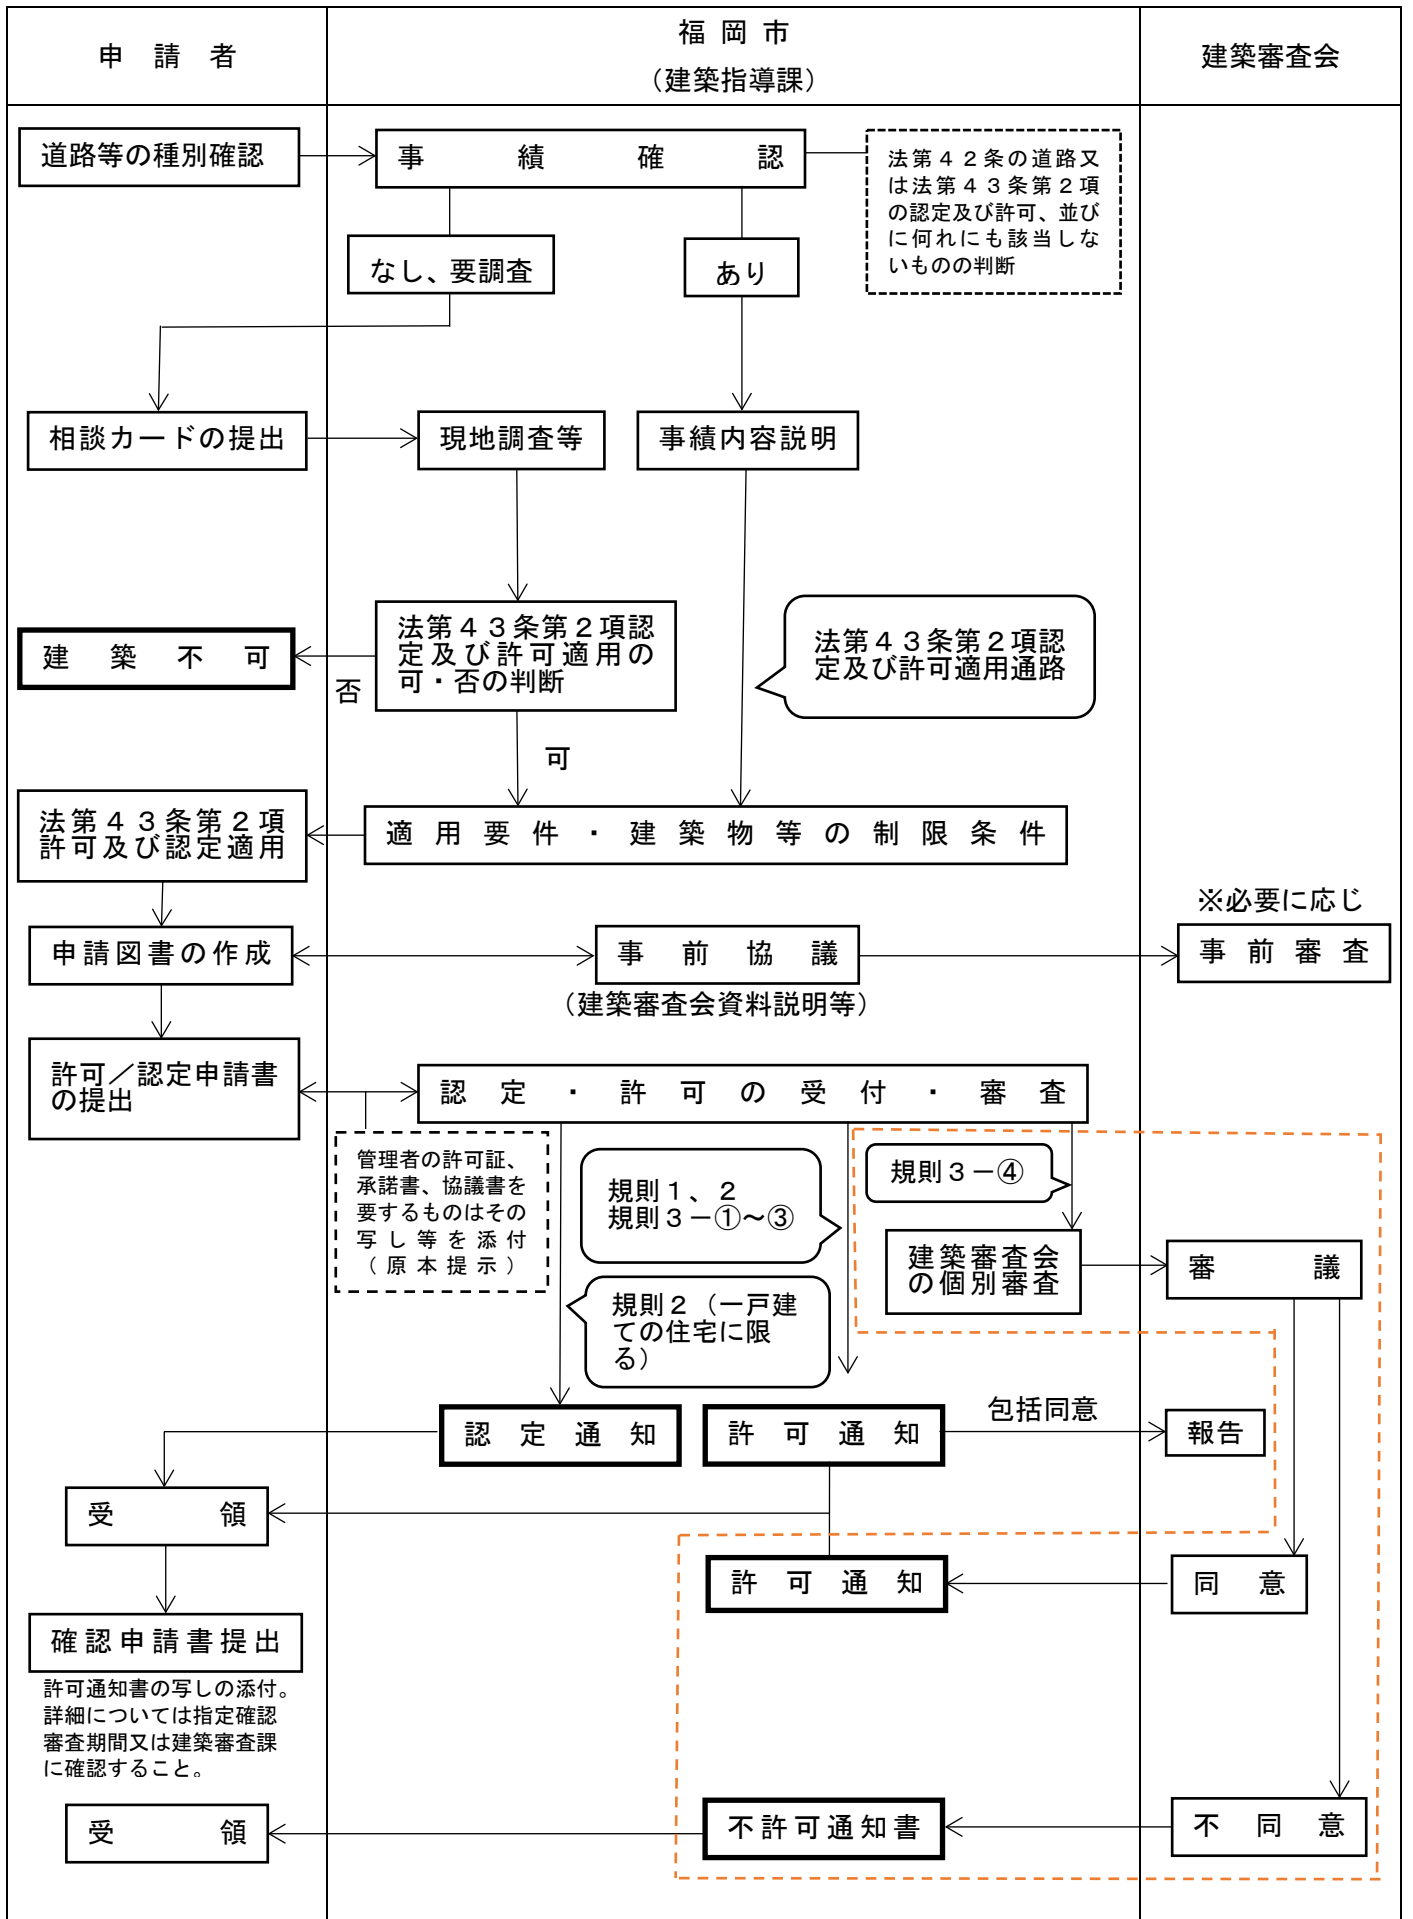 申請者
福岡市
（建築指導課）
建築審査会
道路等の種別確認
事績確認
法第４２条の道路又
は法第４３条第２項
の認定及び許可、並び
に何れにも該当しな
いものの判断
なし、要調査
あり
相談カードの提出
現地調査等
事績内容説明
建築不可
否
法第４３条第２項認
定及び許可適用の
可・否の判断
法第４３条第２項認
定及び許可適用通路
可
法第４３条第２項
許可及び認定適用
適用要件・建築物等の制限条件
※必要に応じ
申請図書の作成
事前協議
事前審査
（建築審査会資料説明等）
許可／認定申請書
の提出
認定・許可の受付・審査
管理者の許可証、
承諾書、協議書を
要するものはその
写し等を添付
（原本提示）
規則１、２
規則３－①～③
規則３－④
建築審査会
の個別審査
審議
規則２（一戸建
ての住宅に限
る）
認定通知
許可通知
包括同意
報告
受領
許可通知
同意
確認申請書提出
許可通知書の写しの添付。
詳細については指定確認
審査期間又は建築審査課
に確認すること。
受領
不許可通知書
不同意